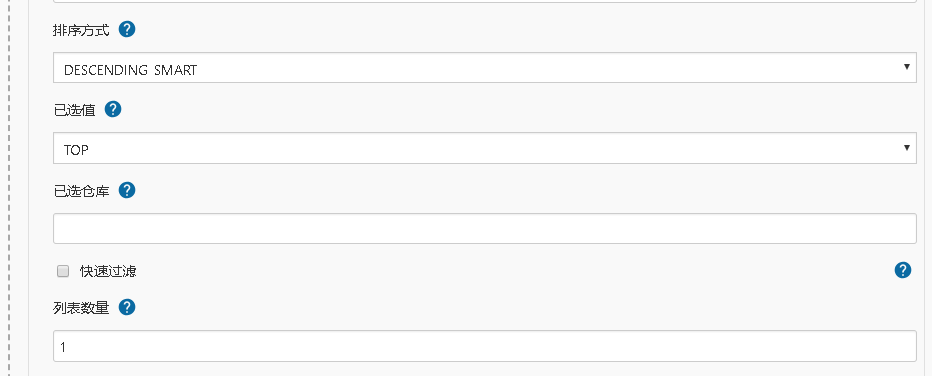 排序方式 ?
DESCENDING SMART
已选值 ?
TOP
已选仓库 ?
快速过滤 ?
列表数量 ?
1